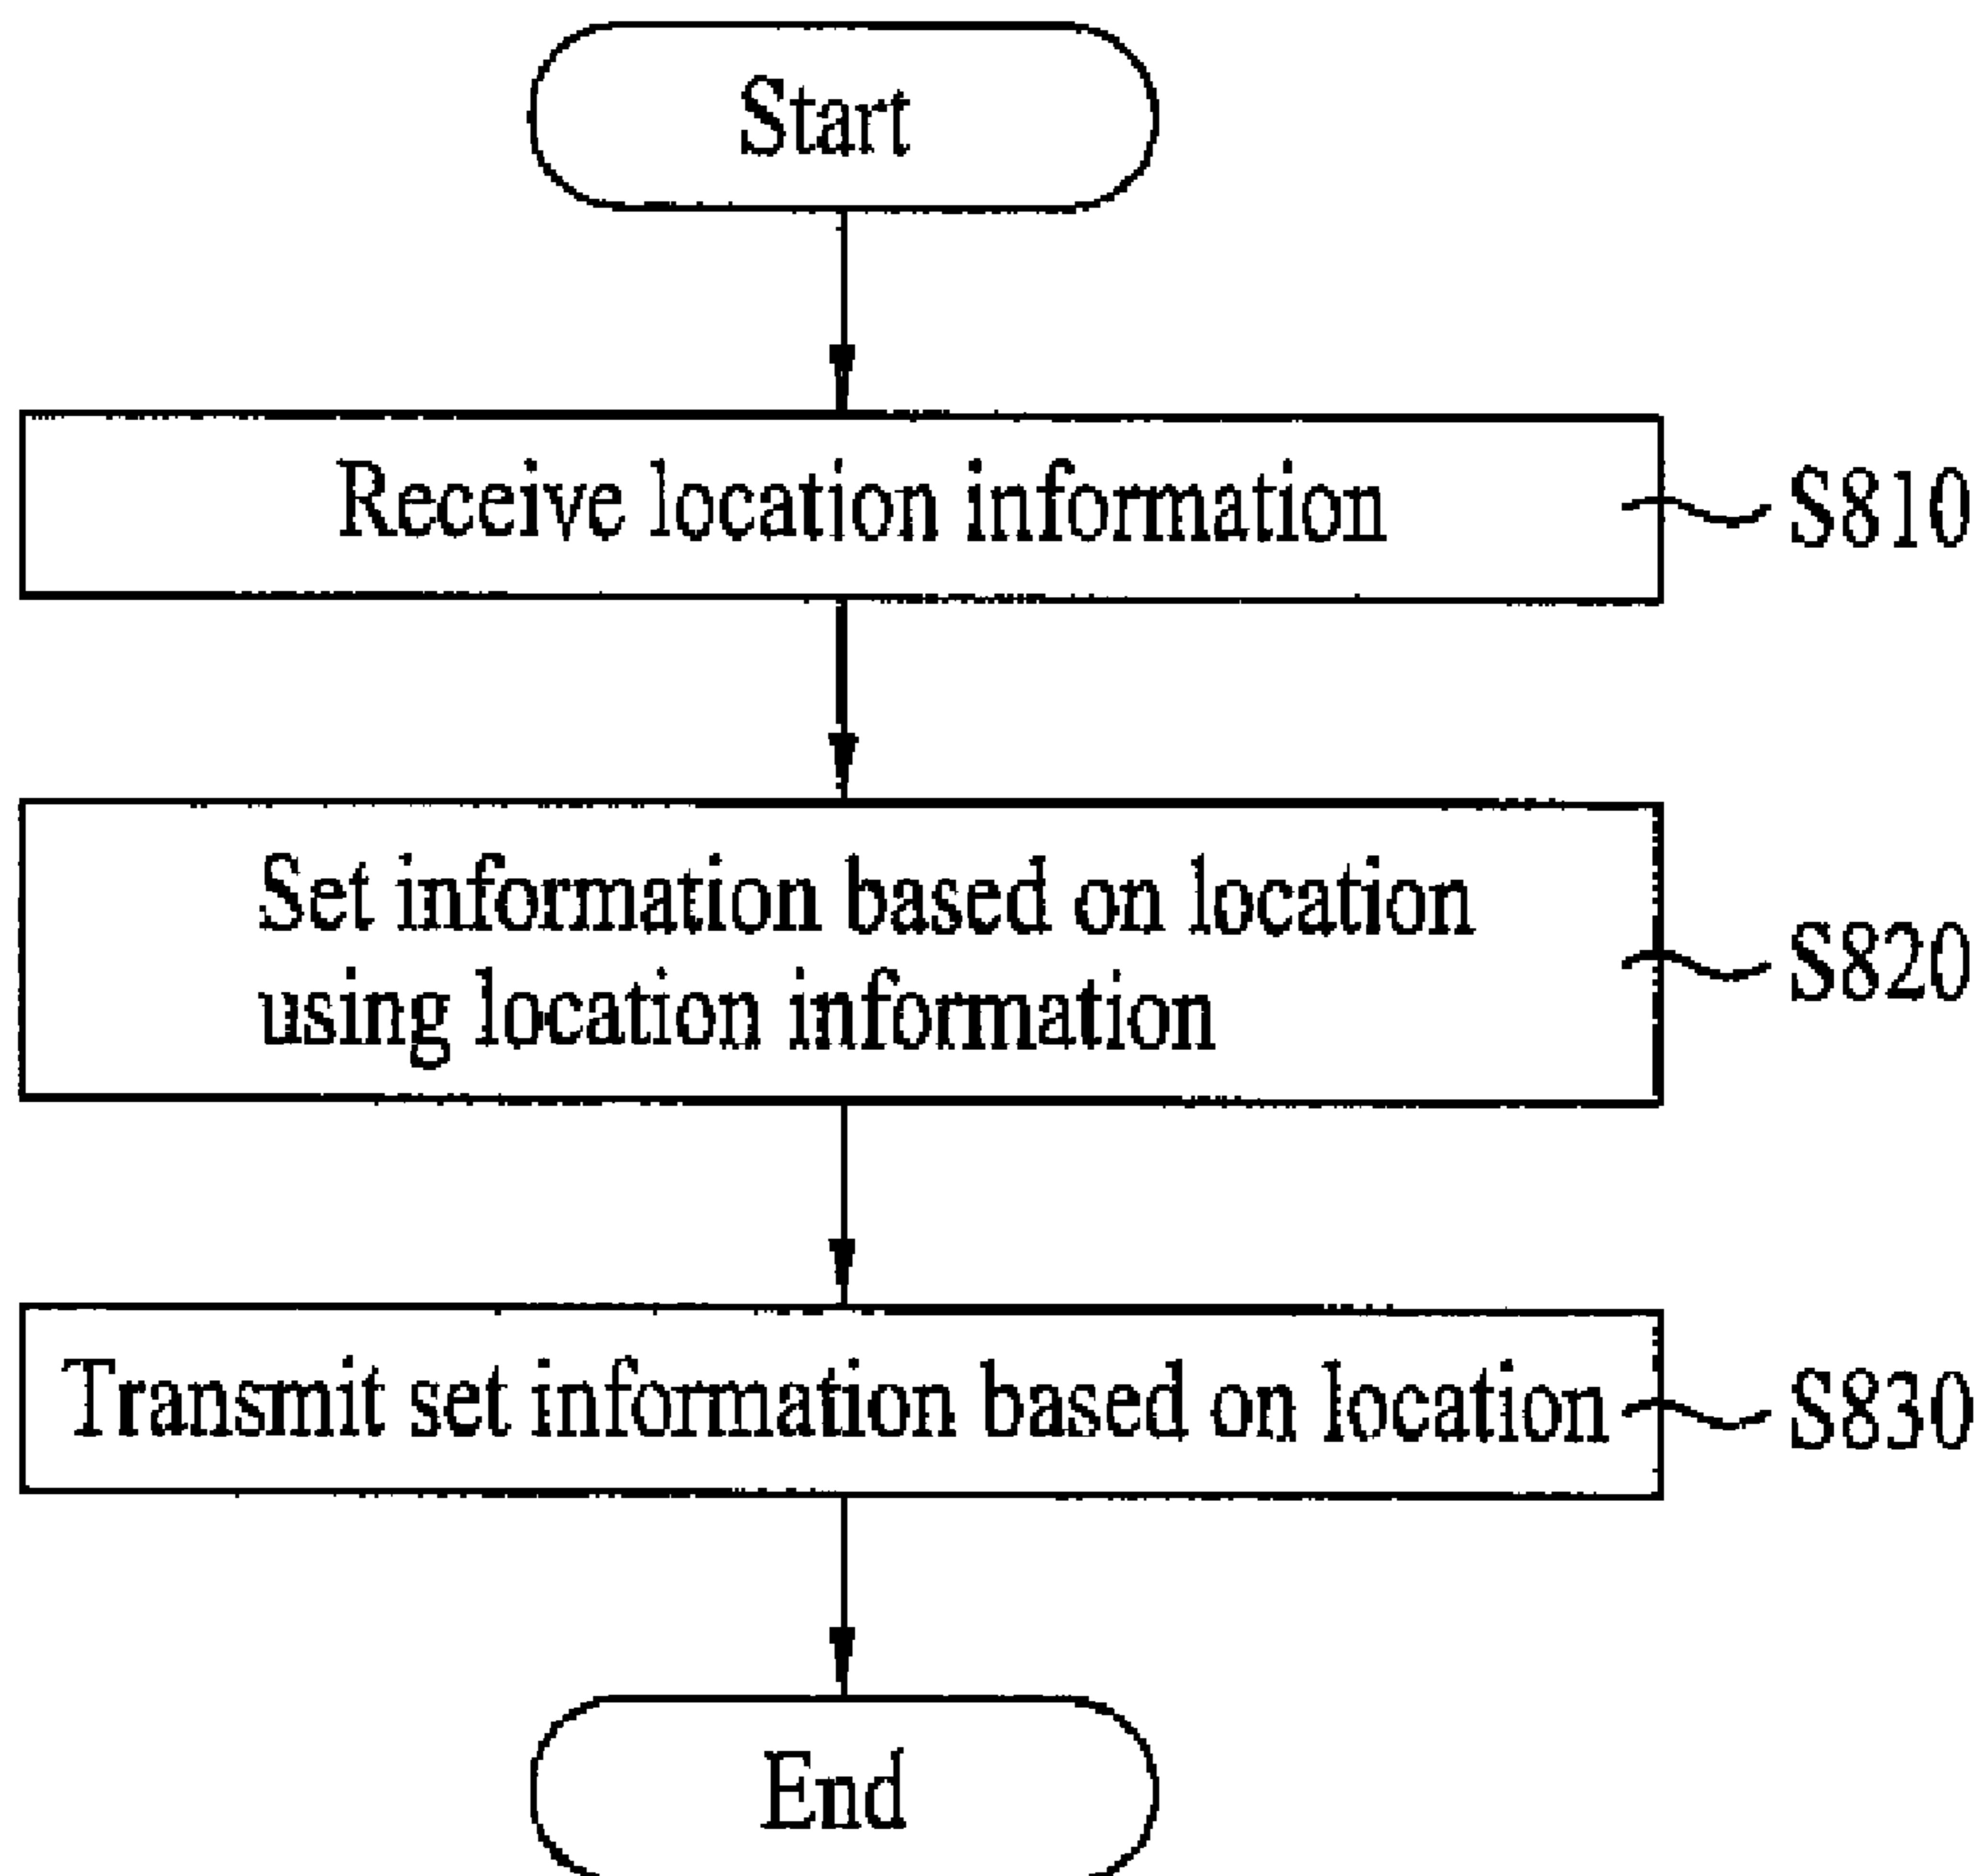 Start
Receive location information
S810
Set information based on location
using location information
S820
Transmit set information based on location
S830
End